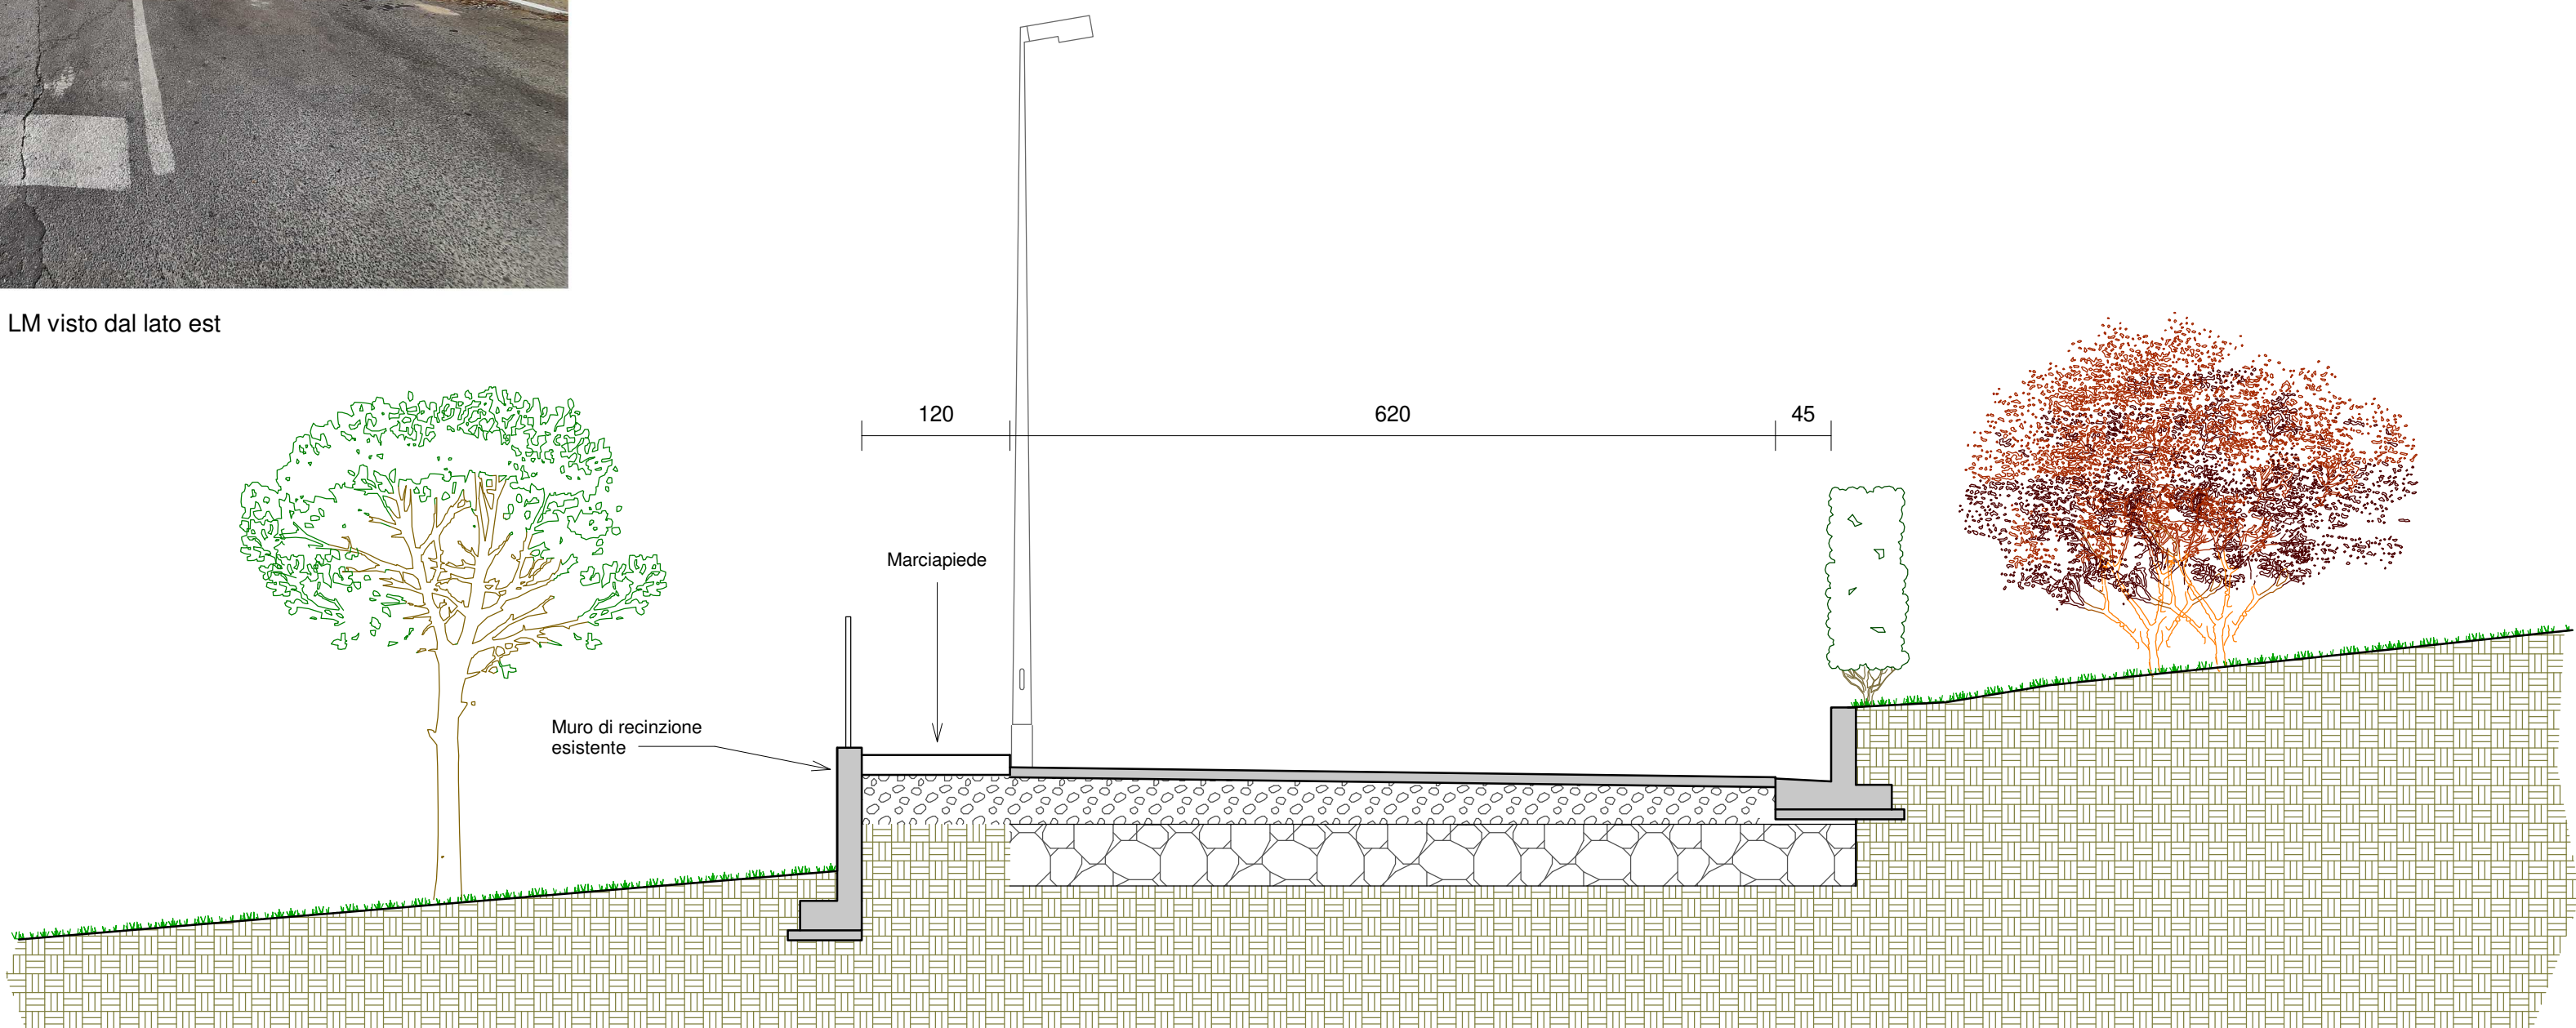 LM visto dal lato est
120
620
45
Marciapiede
Muro di recinzione
esistente